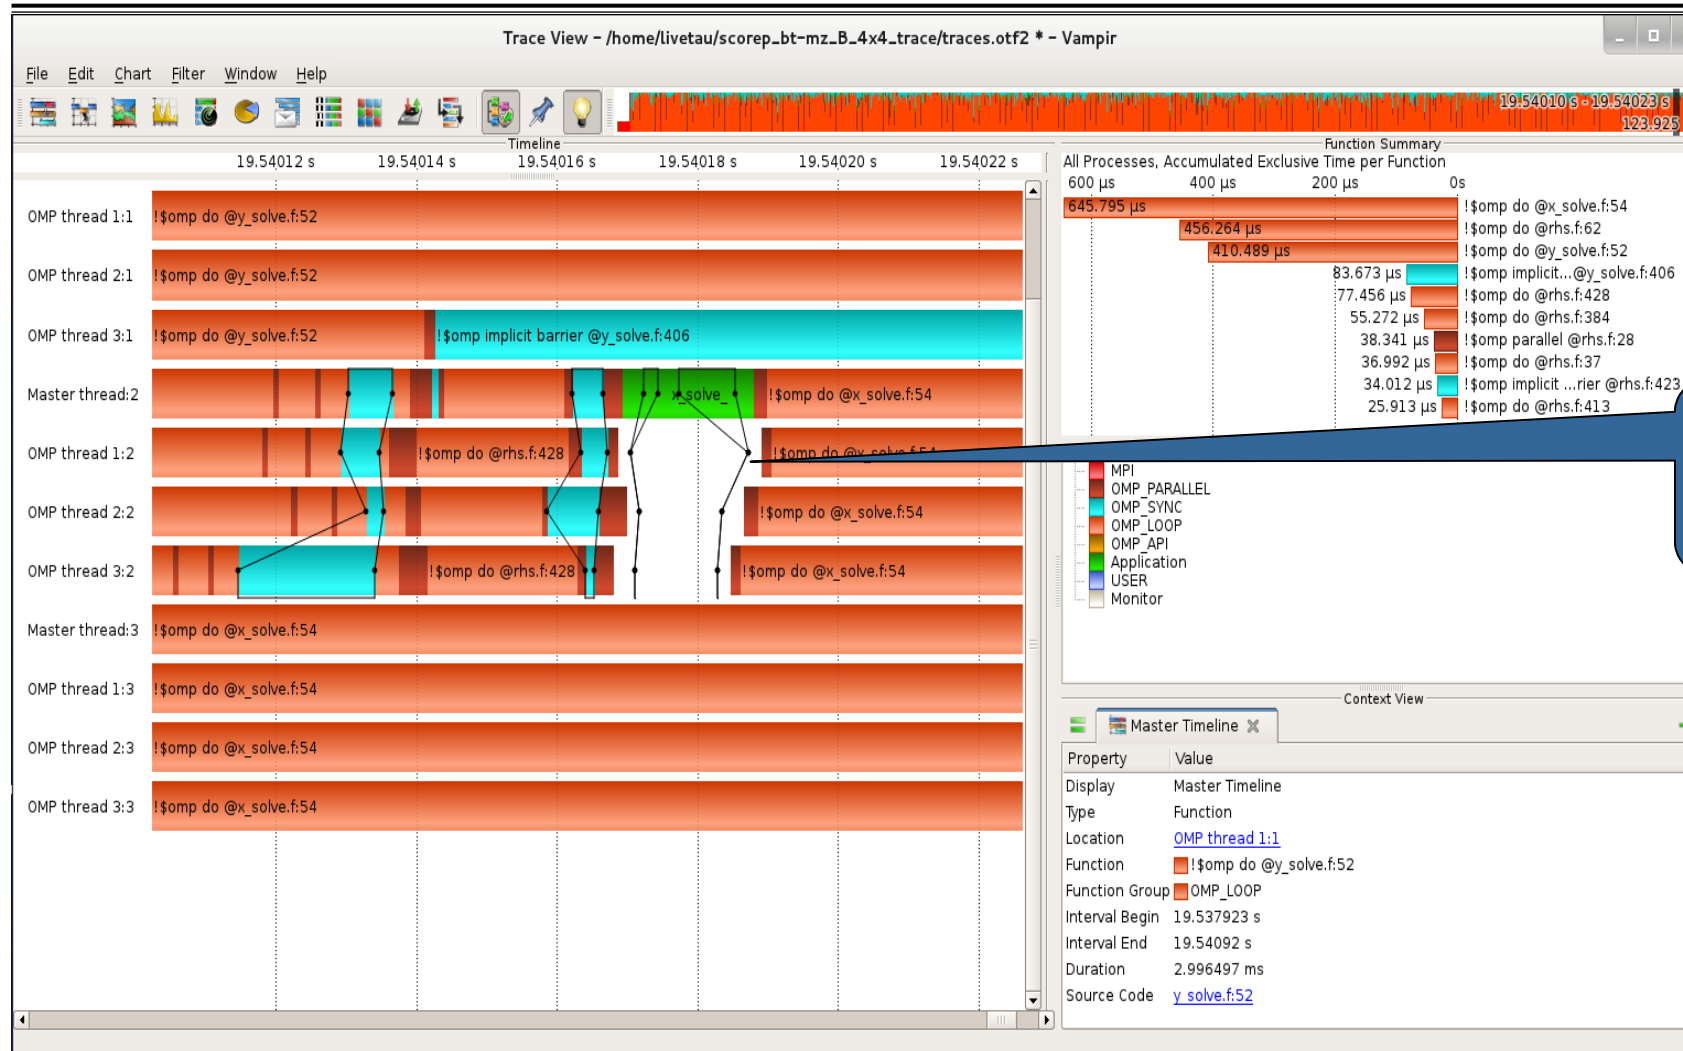 Trace View - /home/livetau/scorep_bt-mz_B_4x4_trace/traces.otf2 * - Vampir
File Edit Chart Filter Window Help
19.54010 s - 19.54023 s
123.925
Timeline
19.54012 s 19.54014 s 19.54016 s 19.54018 s 19.54020 s 19.54022 s
OMP thread 1:1 !$omp do @y_solve.f:52
OMP thread 2:1 !$omp do @y_solve.f:52
OMP thread 3:1 !$omp do @y_solve.f:52 !$omp implicit barrier @y_solve.f:406
Master thread:2 x_solve_ !$omp do @x_solve.f:54
OMP thread 1:2 !$omp do @rhs.f:428 !$omp do @x_solve.f:54
OMP thread 2:2 !$omp do @x_solve.f:54
OMP thread 3:2 !$omp do @rhs.f:428 !$omp do @x_solve.f:54
Master thread:3 !$omp do @x_solve.f:54
OMP thread 1:3 !$omp do @x_solve.f:54
OMP thread 2:3 !$omp do @x_solve.f:54
OMP thread 3:3 !$omp do @x_solve.f:54
Function Summary
All Processes, Accumulated Exclusive Time per Function
600 µs 400 µs 200 µs 0s
645.795 µs !$omp do @x_solve.f:54
456.264 µs !$omp do @rhs.f:62
410.489 µs !$omp do @y_solve.f:52
83.673 µs !$omp implicit...@y_solve.f:406
77.456 µs !$omp do @rhs.f:428
55.272 µs !$omp do @rhs.f:384
38.341 µs !$omp parallel @rhs.f:28
36.992 µs !$omp do @rhs.f:37
34.012 µs !$omp implicit ...rier @rhs.f:423
25.913 µs !$omp do @rhs.f:413
MPI
OMP_PARALLEL
OMP_SYNC
OMP_LOOP
OMP_API
Application
USER
Monitor
Context View
Master Timeline
Property Value
Display Master Timeline
Type Function
Location OMP thread 1:1
Function !$omp do @y_solve.f:52
Function Group OMP_LOOP
Interval Begin 19.537923 s
Interval End 19.54092 s
Duration 2.996497 ms
Source Code y_solve.f:52